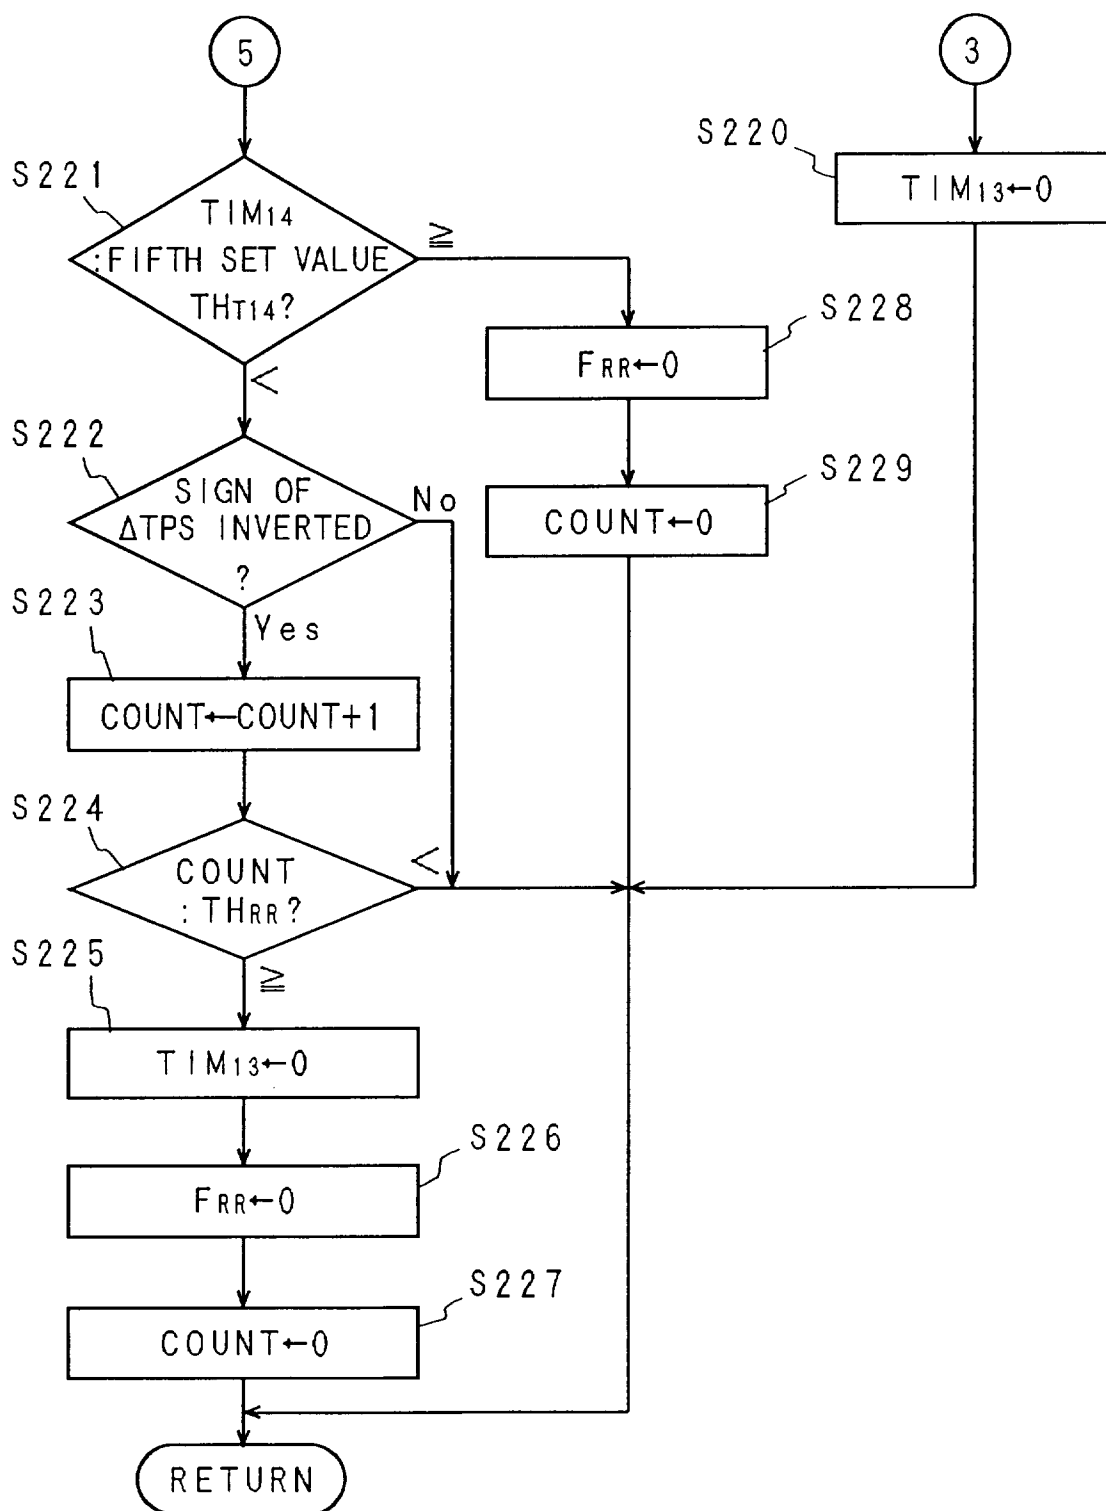 5
3
S220
TIM13←0
S221
TIM14
:FIFTH SET VALUE
THT14?
≧
<
S228
FRR←0
S222
SIGN OF
ΔTPS INVERTED
?
No
S229
COUNT←0
S223
Yes
COUNT←COUNT+1
S224
COUNT
:THRR?
<
S225
≧
TIM13←0
S226
FRR←0
S227
COUNT←0
RETURN